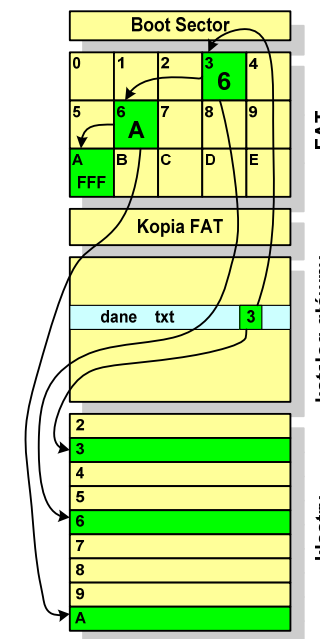 Boot Sector
0 1 2 3 4
6
5 6 7 8 9
A
A B C D E
FFF
Kopia FAT
dane txt 3
2
3
4
5
6
7
8
9
A
FAT